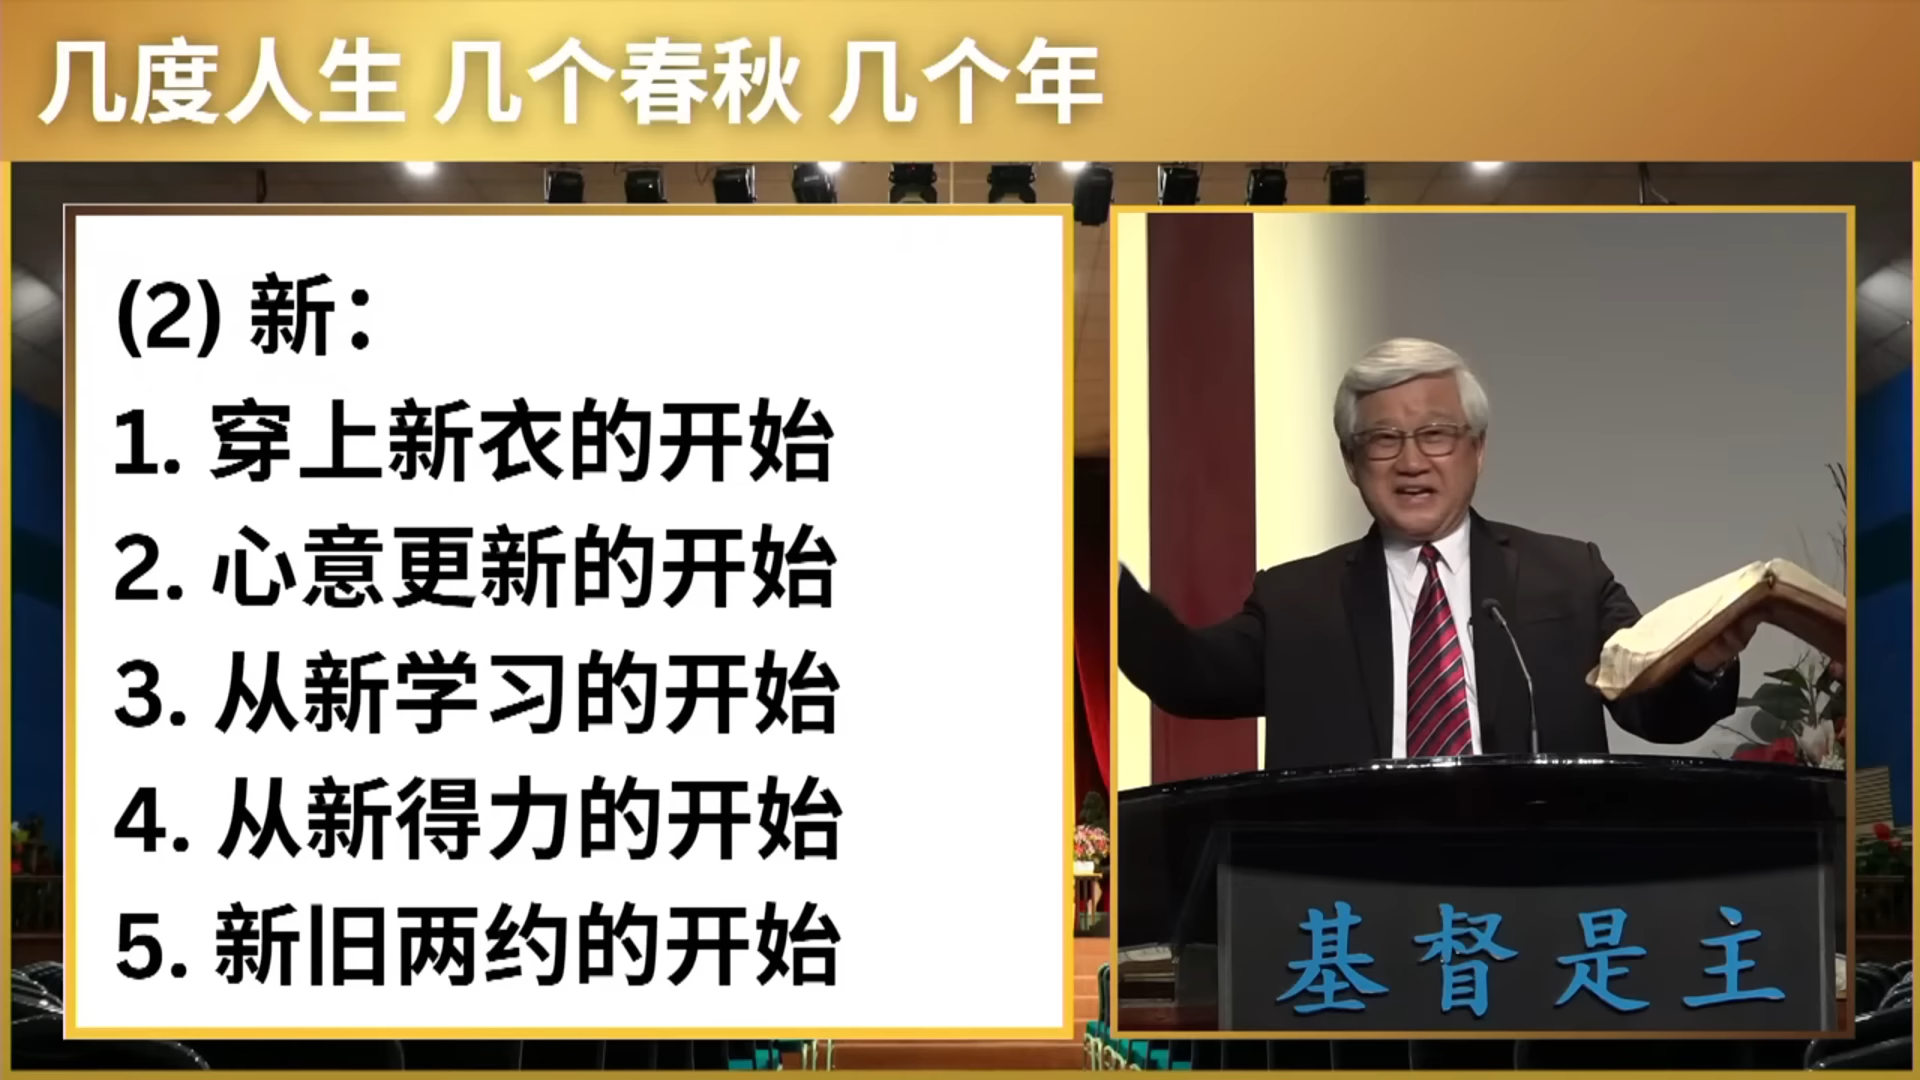 几度人生 几个春秋 几个年
(2) 新：
1. 穿上新衣的开始
2. 心意更新的开始
3. 从新学习的开始
4. 从新得力的开始
5. 新旧两约的开始
基督是主